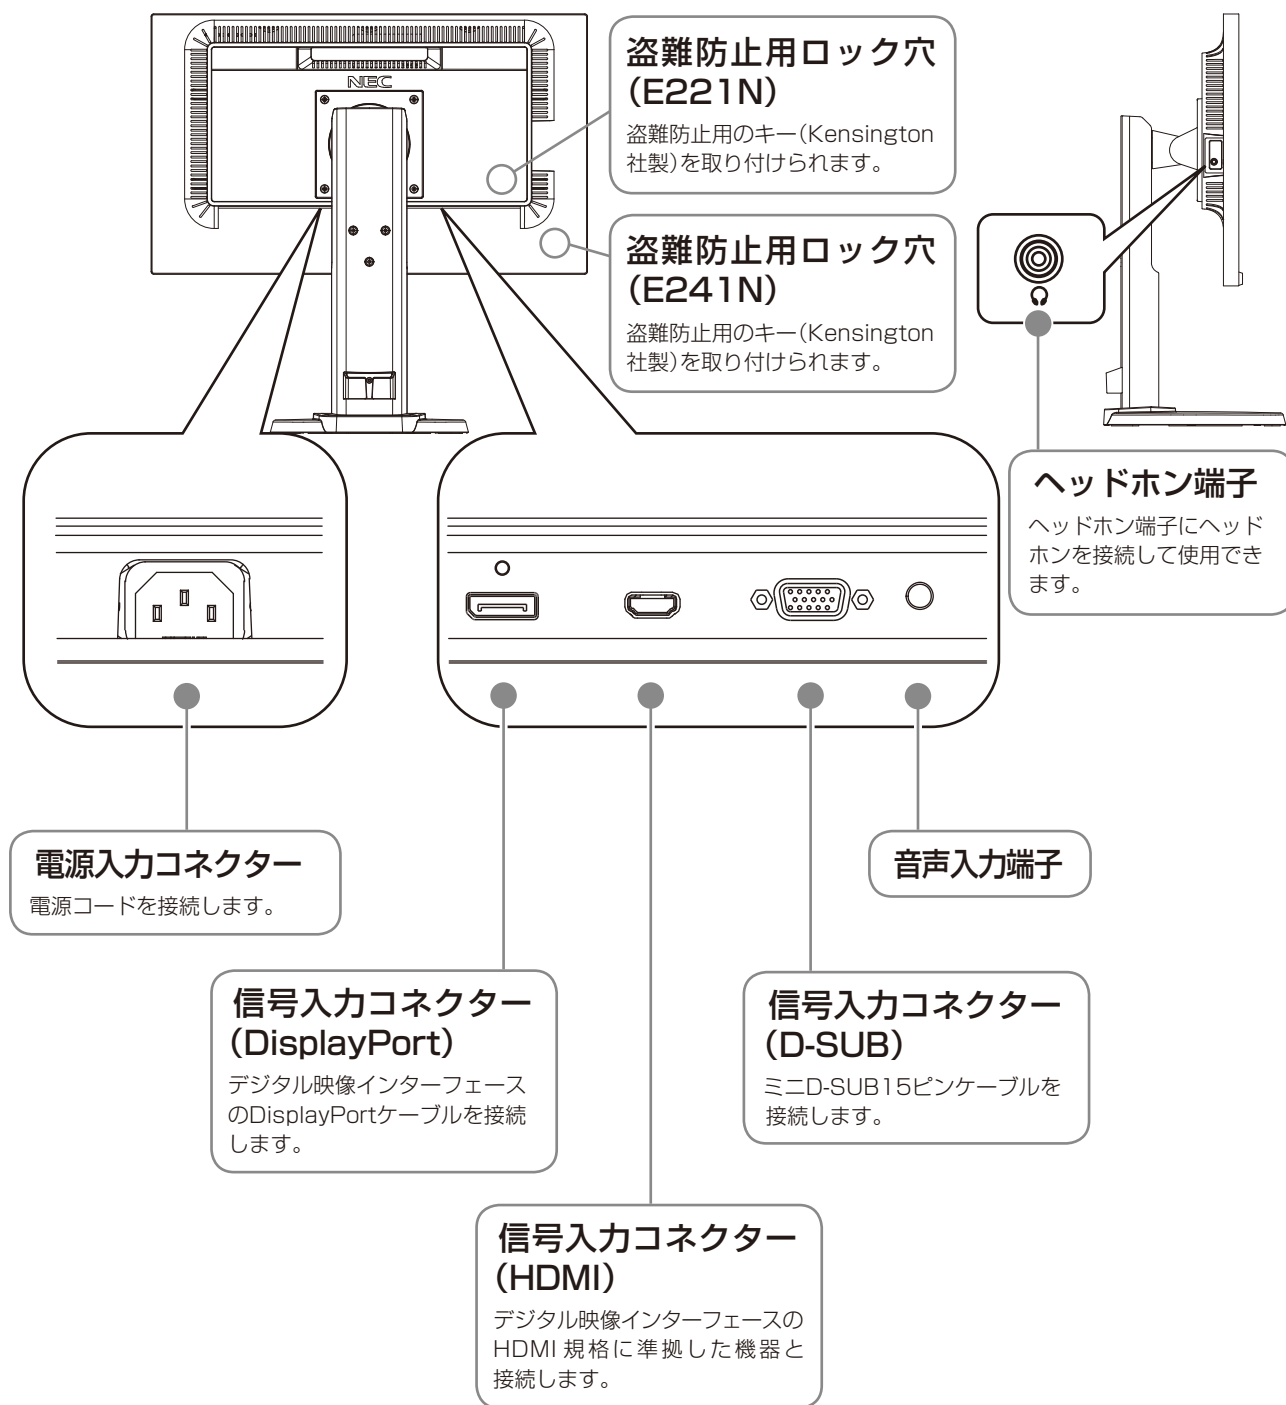 NEC
盗難防止用ロック穴
（E221N）
盗難防止用のキー（Kensington
社製）を取り付けられます。
盗難防止用ロック穴
（E241N）
盗難防止用のキー（Kensington
社製）を取り付けられます。
ヘッドホン端子
ヘッドホン端子にヘッド
ホンを接続して使用でき
ます。
電源入力コネクター
電源コードを接続します。
音声入力端子
信号入力コネクター
（DisplayPort）
デジタル映像インターフェース
のDisplayPortケーブルを接続
します。
信号入力コネクター
（D-SUB）
ミニD-SUB15ピンケーブルを
接続します。
信号入力コネクター
（HDMI）
デジタル映像インターフェースの
HDMI 規格に準拠した機器と
接続します。